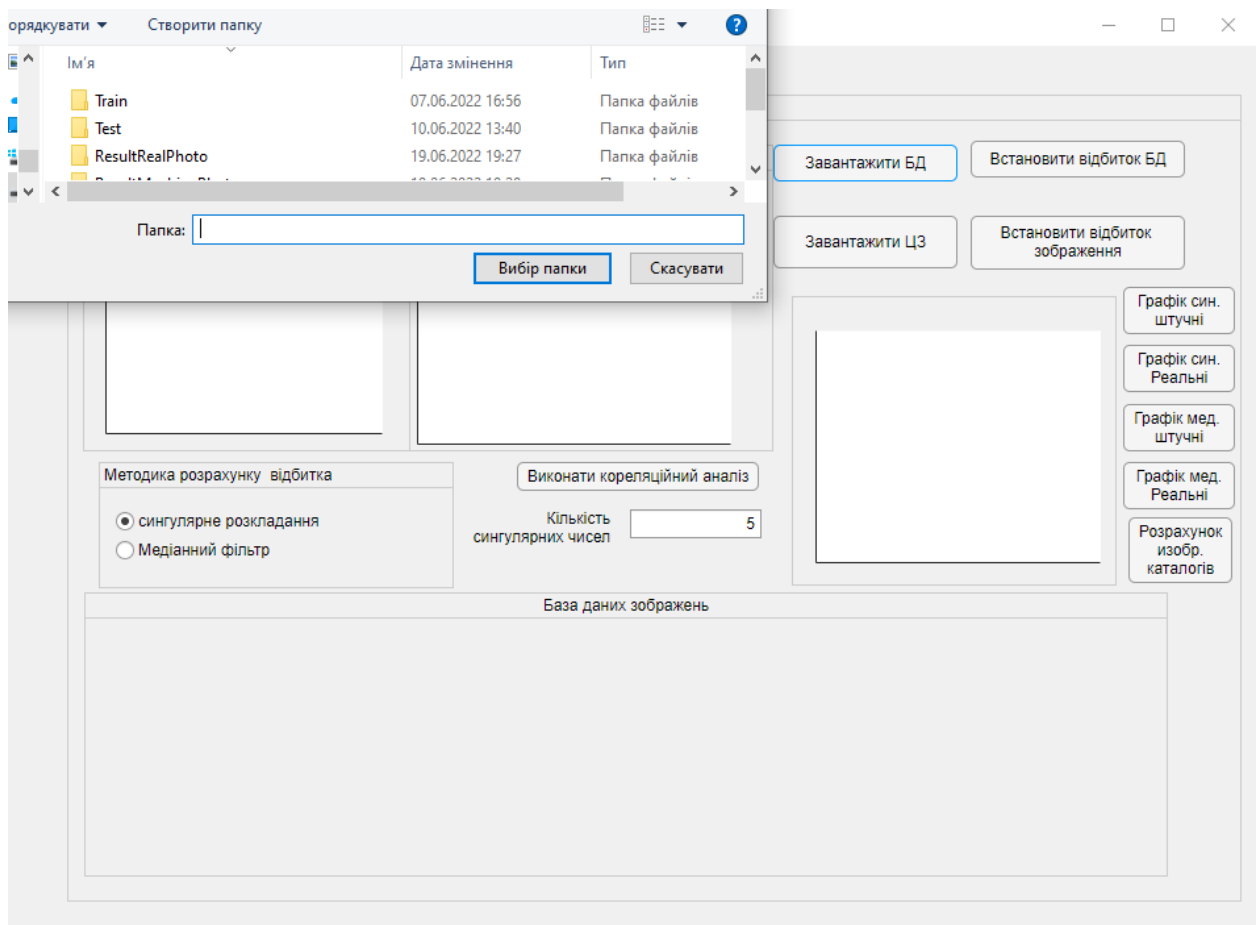 орядкувати
Створити папку
Ім'я
Дата змінення
Тип
Train
07.06.2022 16:56
Папка файлів
Test
10.06.2022 13:40
Папка файлів
ResultRealPhoto
19.06.2022 19:27
Папка файлів
Папка:
Вибір папки
Скасувати
Завантажити БД
Встановити відбиток БД
Завантажити ЦЗ
Встановити відбиток
зображення
Графік син.
штучні
Графік син.
Реальні
Графік мед.
штучні
Графік мед.
Реальні
Розрахунок
изобр.
каталогів
Методика розрахунку відбитка
сингулярне розкладання
Медіанний фільтр
Виконати кореляційний аналіз
Кількість
сингулярних чисел
5
База даних зображень